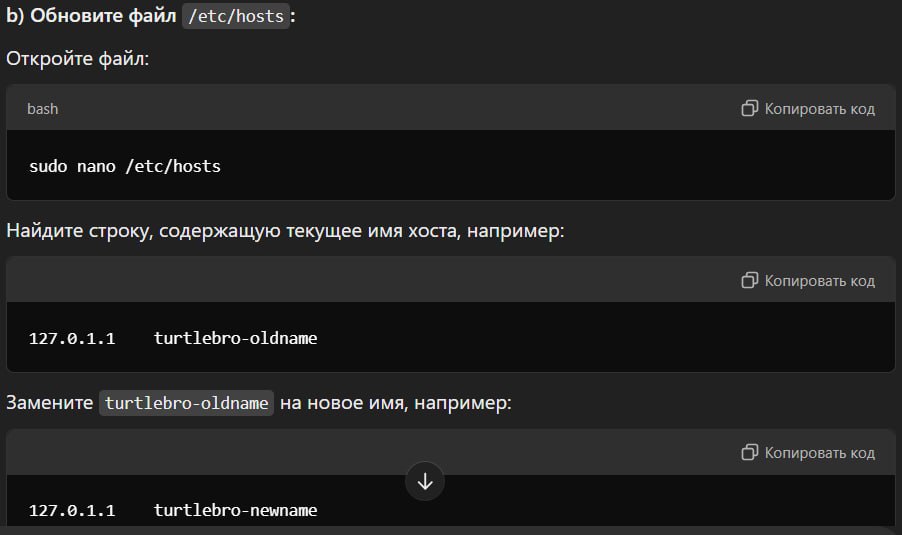 b) Обновите файл /etc/hosts:
Откройте файл:
bash
Копировать код
sudo nano /etc/hosts
Найдите строку, содержащую текущее имя хоста, например:
Копировать код
127.0.1.1    turtlebro-oldname
Замените turtlebro-oldname на новое имя, например:
Копировать код
127.0.1.1    turtlebro-newname